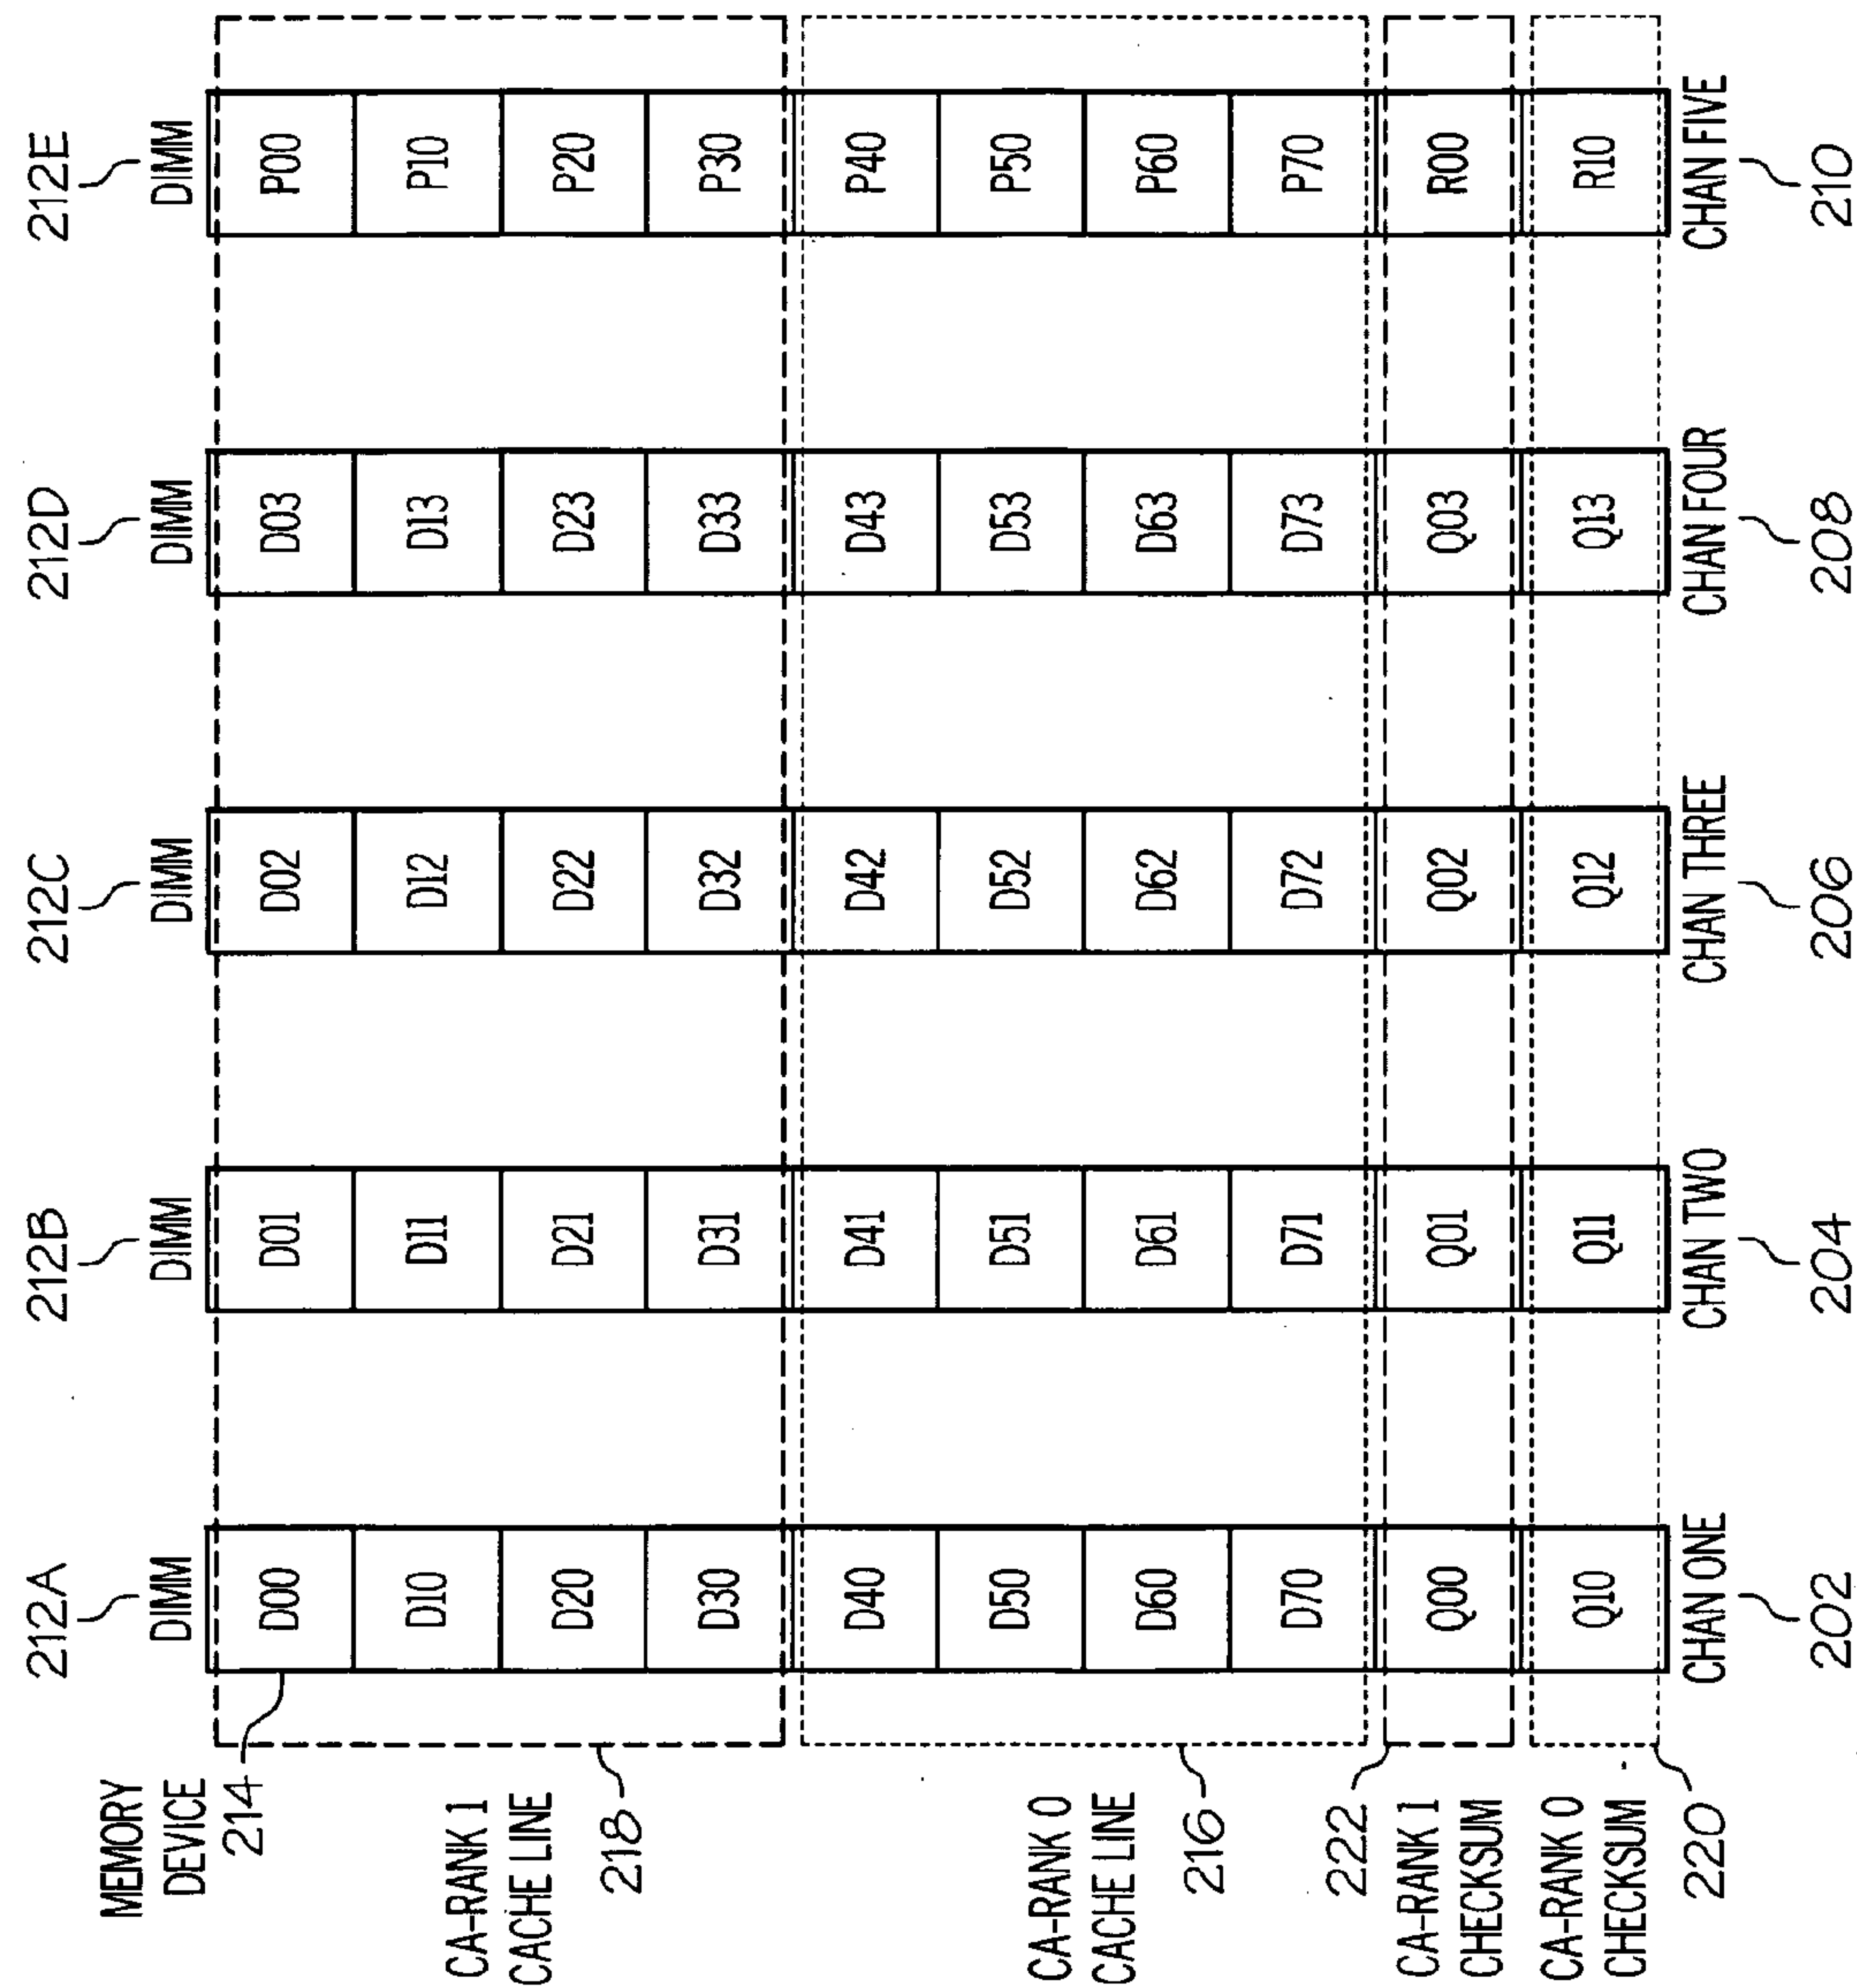 212A
212B
212C
212D
212E
DIMM
DIMM
DIMM
DIMM
DIMM
MEMORY
DEVICE
214
D00
D01
D02
D03
P00
D10
D11
D12
D13
P10
D20
D21
D22
D23
P20
D30
D31
D32
D33
P30
CA-RANK 1
CACHE LINE
218
D40
D41
D42
D43
P40
D50
D51
D52
D53
P50
D60
D61
D62
D63
P60
D70
D71
D72
D73
P70
CA-RANK 0
CACHE LINE
216
222
Q00
Q01
Q02
Q03
R00
CA-RANK 1
CHECKSUM
Q10
Q11
Q12
Q13
R10
CA-RANK 0
CHECKSUM
220
CHAN ONE
CHAN TWO
CHAN THREE
CHAN FOUR
CHAN FIVE
202
204
206
208
210